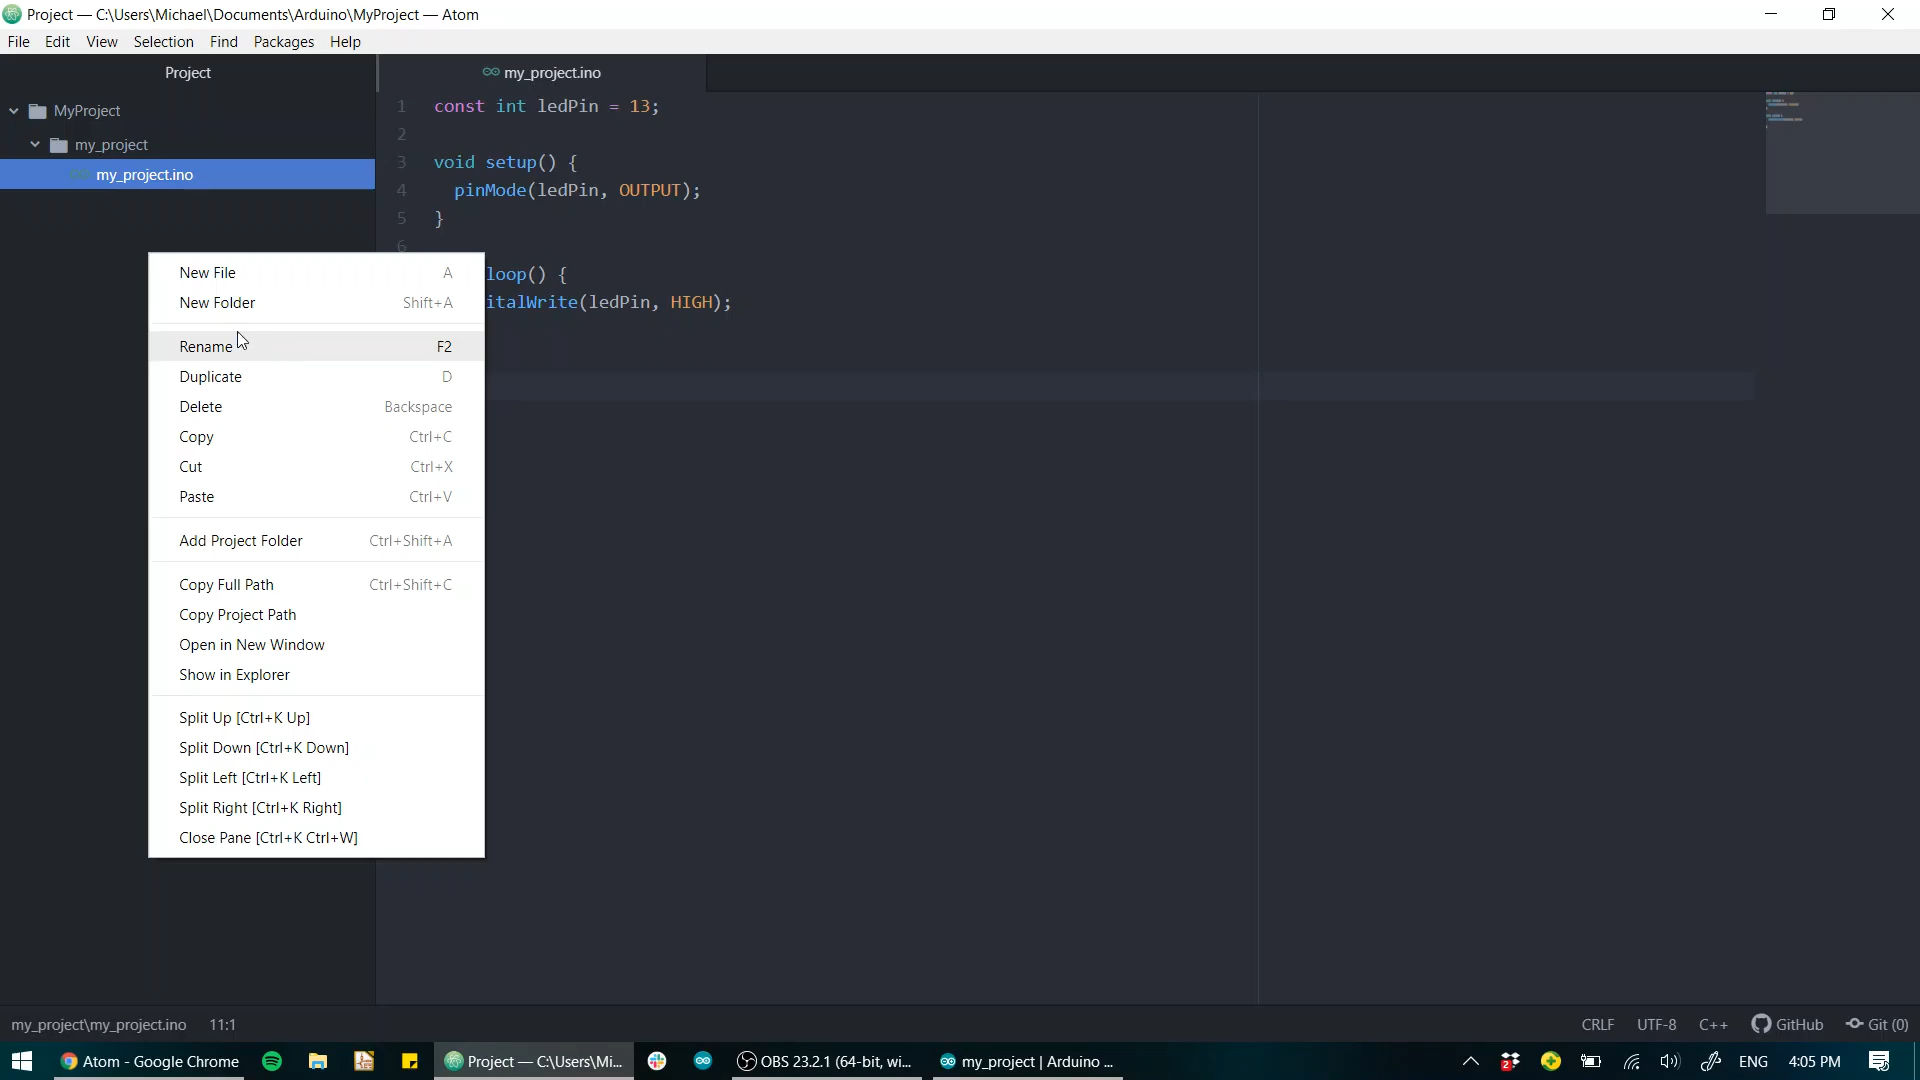 Project — C:\Users\Michael\Documents\Arduino\MyProject — Atom
File Edit View Selection Find Packages Help
Project
my_project.ino
MyProject
my_project
my_project.ino
1 const int ledPin = 13;
2
3 void setup() {
4 pinMode(ledPin, OUTPUT);
5 }
6
loop() {
italWrite(ledPin, HIGH);
New File A
New Folder Shift+A
Rename F2
Duplicate D
Delete Backspace
Copy Ctrl+C
Cut Ctrl+X
Paste Ctrl+V
Add Project Folder Ctrl+Shift+A
Copy Full Path Ctrl+Shift+C
Copy Project Path
Open in New Window
Show in Explorer
Split Up [Ctrl+K Up]
Split Down [Ctrl+K Down]
Split Left [Ctrl+K Left]
Split Right [Ctrl+K Right]
Close Pane [Ctrl+K Ctrl+W]
my_project\my_project.ino 11:1 CRLF UTF-8 C++ GitHub Git (0)
Atom - Google Chrome Project — C:\Users\Mi... OBS 23.2.1 (64-bit, wi... my_project | Arduino ... 2 ENG 4:05 PM